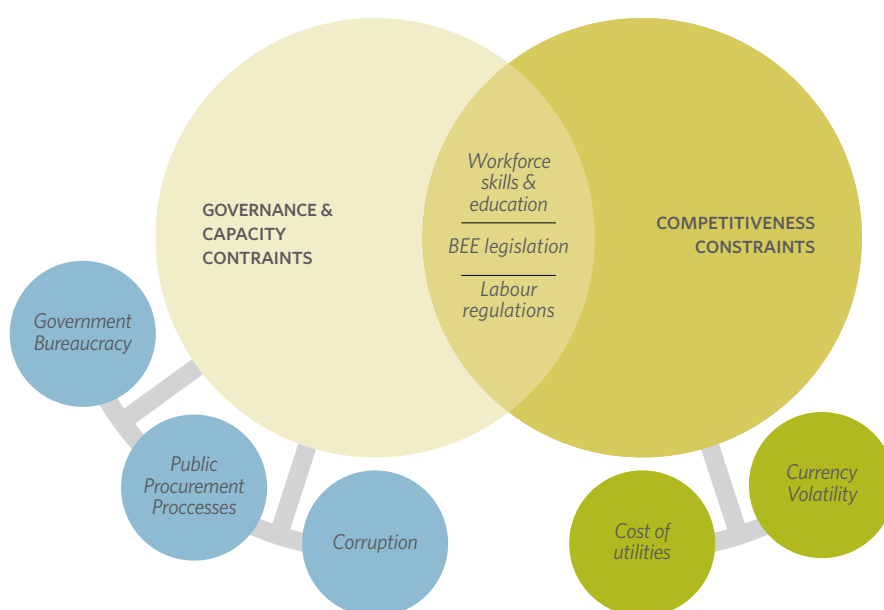 Workforce
skills &
education
BEE legislation
Labour
regulations
GOVERNANCE &
CAPACITY
CONTRAINTS
COMPETITIVENESS
CONSTRAINTS
Government
Bureaucracy
Public
Procurement
Proccesses
Corruption
Cost of
utilities
Currency
Volatility